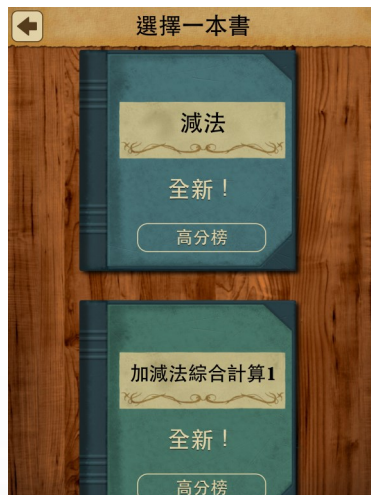 選擇一本書
減法
全新！
高分榜
加減法綜合計算1
全新！
高分榜